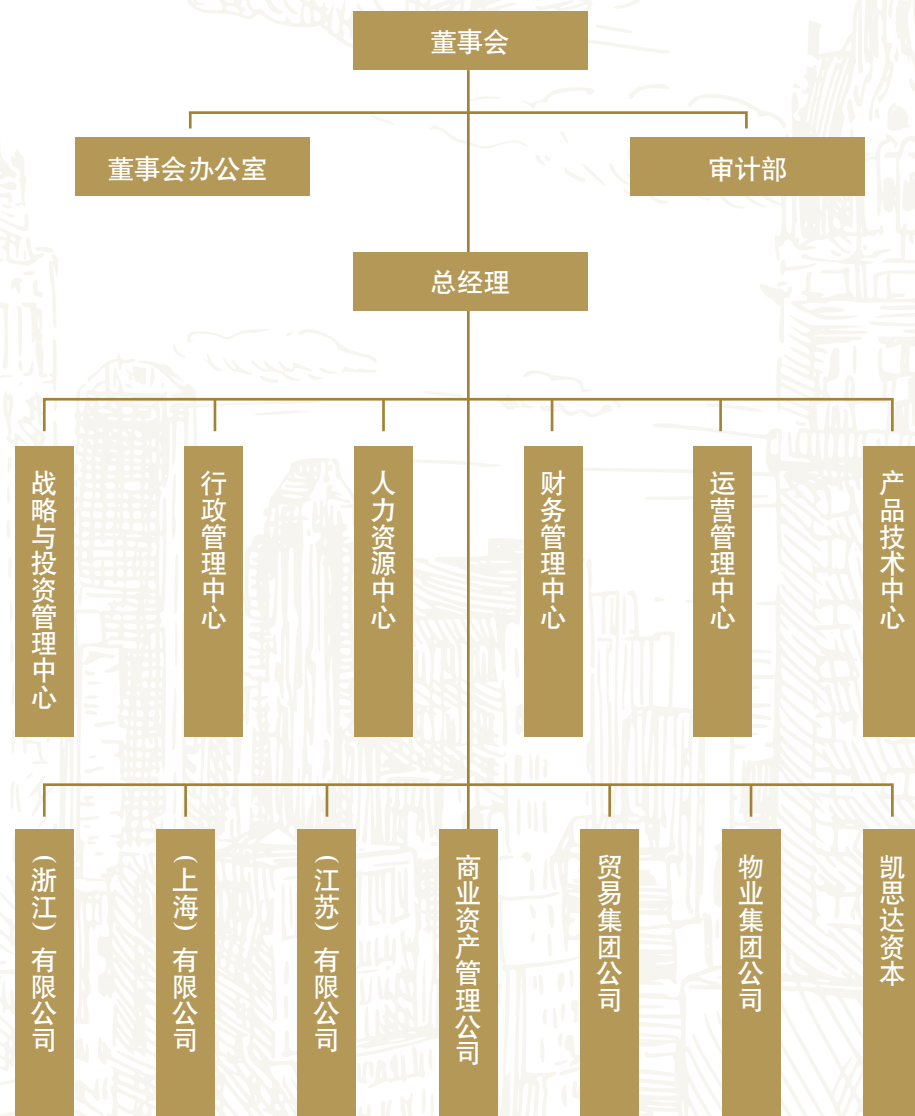 董事会
董事会办公室
审计部
总经理
战略与投资管理中心
行政管理中心
人力资源中心
财务管理中心
运营管理中心
产品技术中心
(浙江)有限公司
(上海)有限公司
(江苏)有限公司
商业资产管理公司
贸易集团公司
物业集团公司
凯思达资本